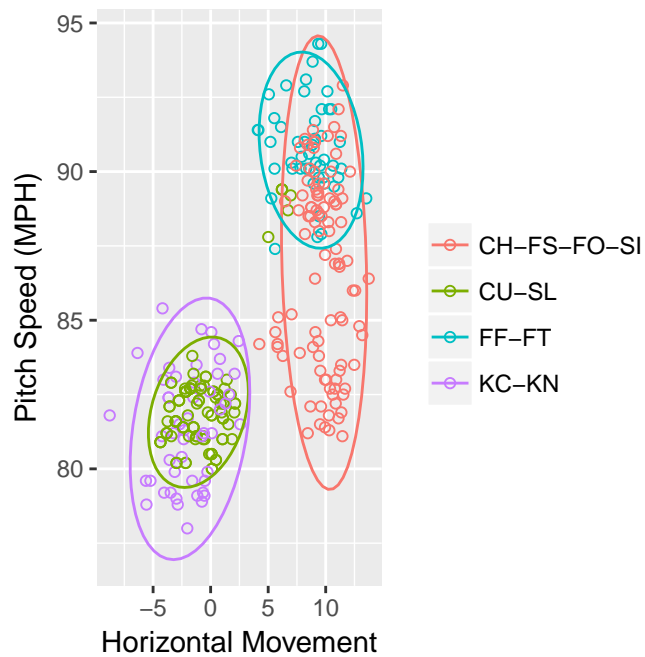 95
90
85
80
Pitch Speed (MPH)
−5
0
5
10
Horizontal Movement
CH−FS−FO−SI
CU−SL
FF−FT
KC−KN